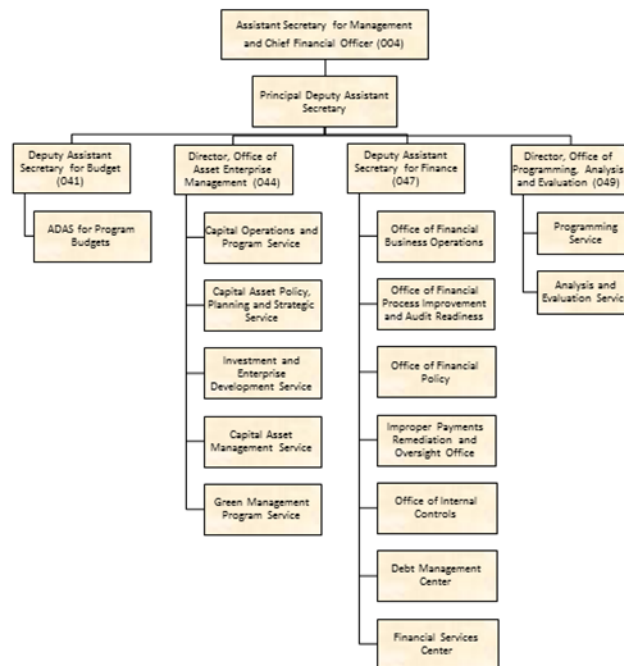 Assistant Secretary for Management
and Chief Financial Officer (004)
Principal Deputy Assistant
Secretary
Deputy Assistant
Secretary for Budget
(041)
ADAS for Program
Budgets
Director, Office of
Asset Enterprise
Management (044)
Capital Operations and
Program Service
Capital Asset Policy,
Planning and Strategic
Service
Investment and
Enterprise
Development Service
Capital Asset
Management Service
Green Management
Program Service
Deputy Assistant
Secretary for Finance
(047)
Office of Financial
Business Operations
Office of Financial
Process Improvement
and Audit Readiness
Office of Financial
Policy
Improper Payments
Remediation and
Oversight Office
Office of Internal
Controls
Debt Management
Center
Financial Services
Center
Director, Office of
Programming, Analysis
and Evaluation (049)
Programming
Service
Analysis and
Evaluation Service